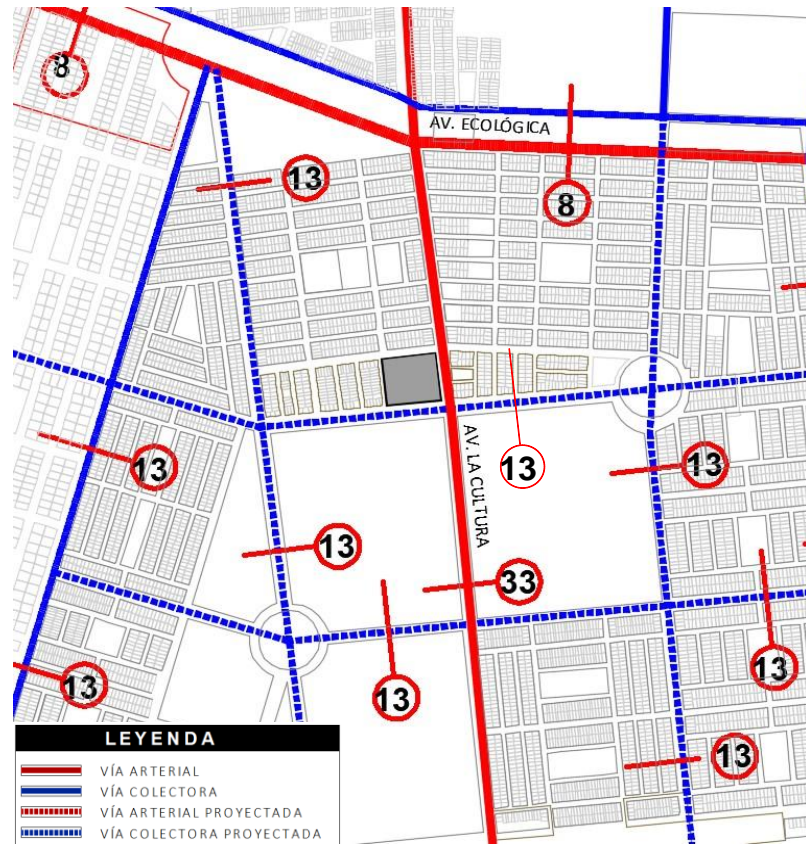 8
AV. ECOLÓGICA
13
8
AV. LA CULTURA
13
13
13
13
33
13
13
13
13
LEYENDA
VÍA ARTERIAL
VÍA COLECTORA
VÍA ARTERIAL PROYECTADA
VÍA COLECTORA PROYECTADA